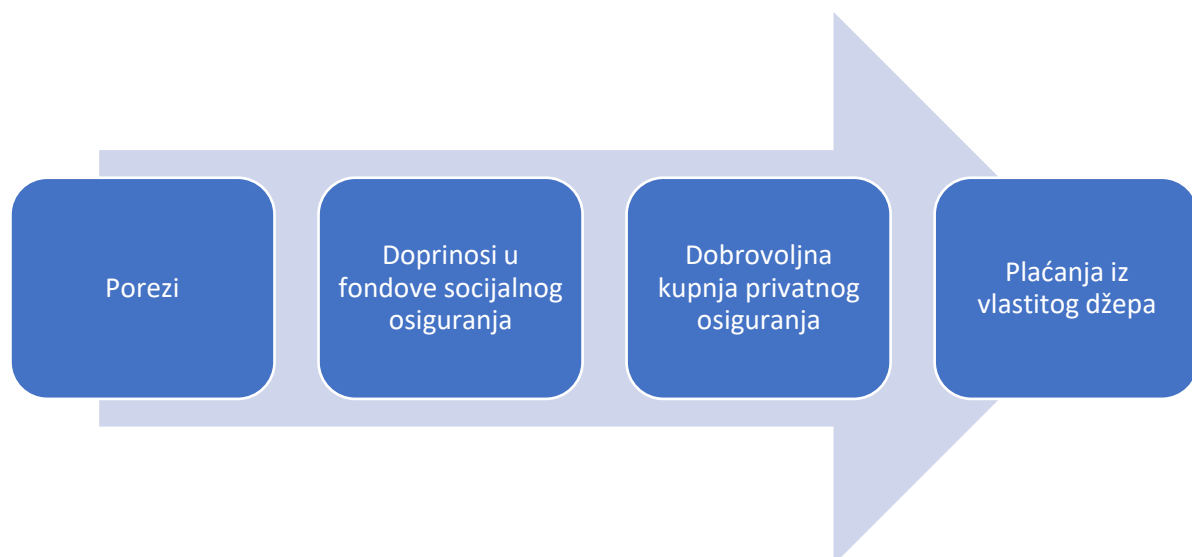 Porezi
Doprinosi u
fondove socijalnog
osiguranja
Dobrovoljna
kupnja privatnog
osiguranja
Plaćanja iz
vlastitog džepa